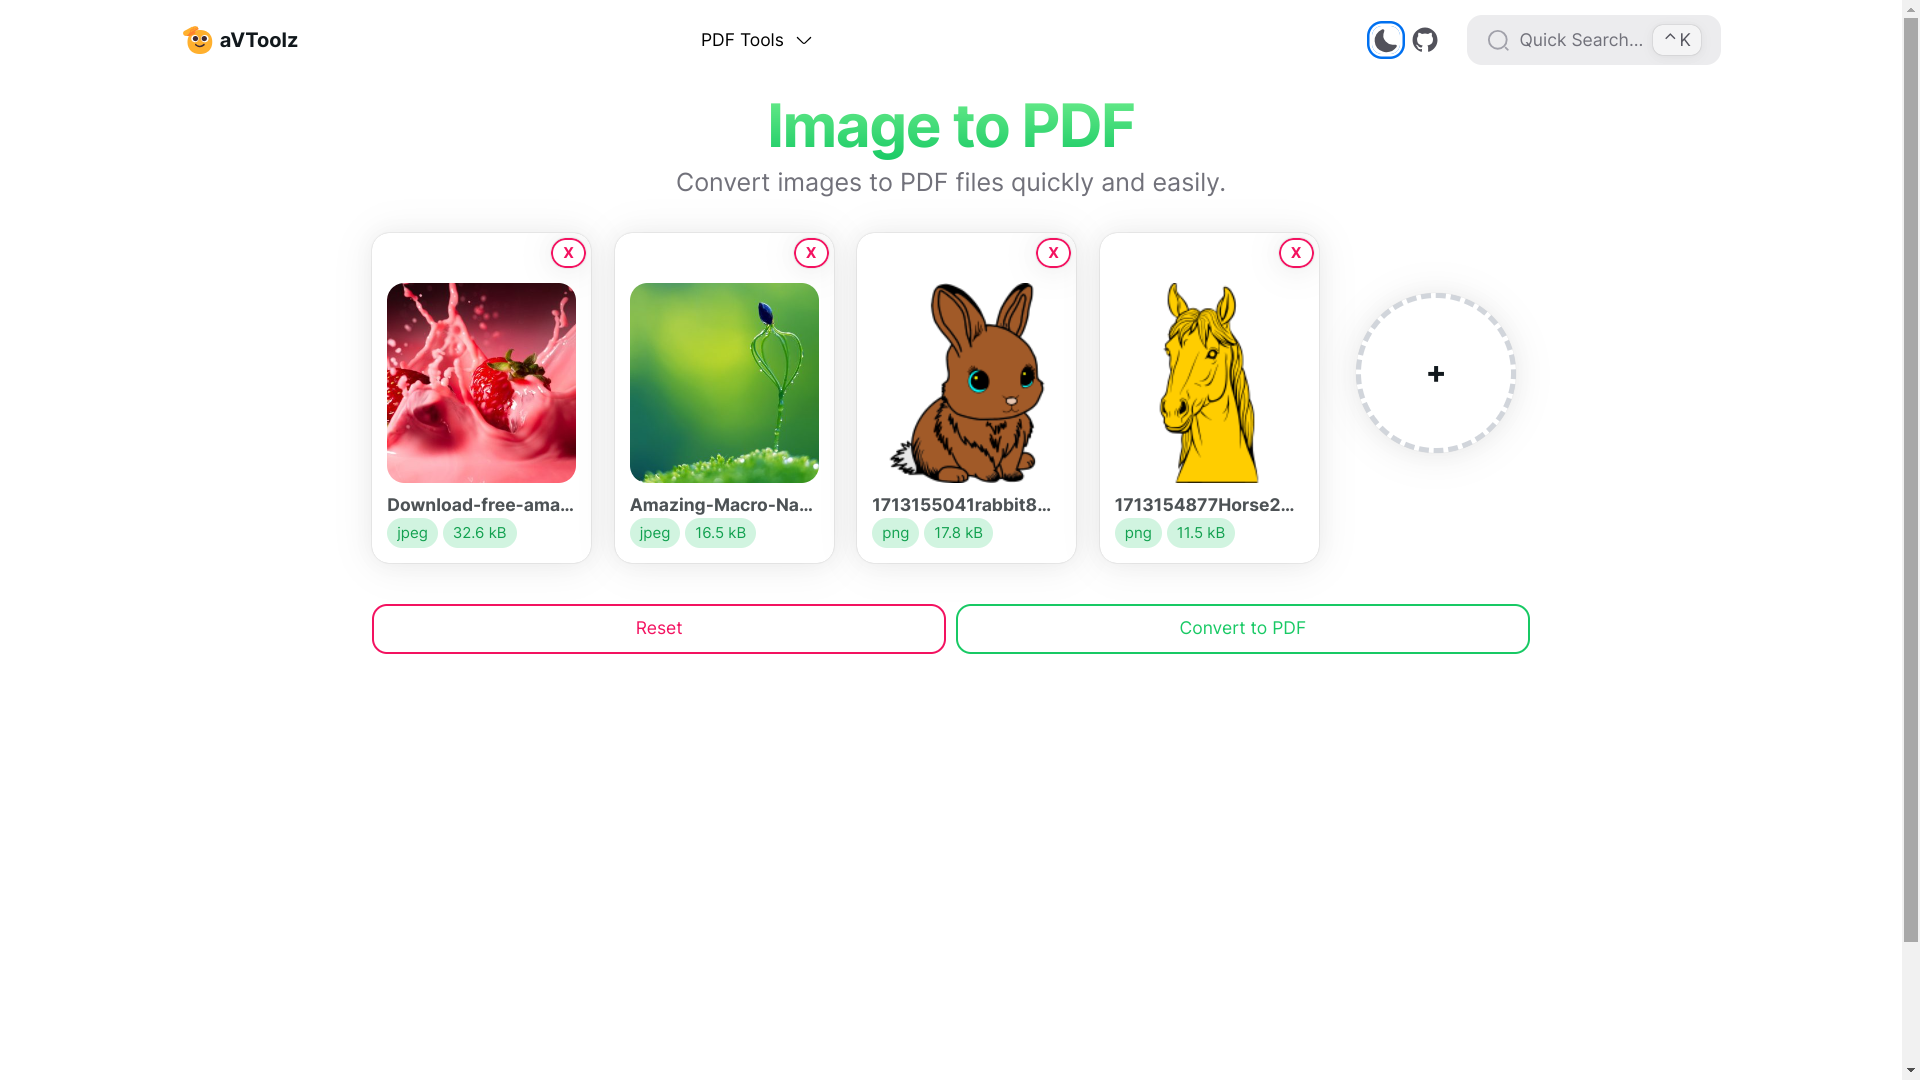 aVToolz
PDF Tools
Quick Search...
^ K
Image to PDF
Convert images to PDF files quickly and easily.
X
X
X
X
+
Download-free-ama...
jpeg 32.6 kB
Amazing-Macro-Na...
jpeg 16.5 kB
1713155041rabbit8...
png 17.8 kB
1713154877Horse2...
png 11.5 kB
Reset
Convert to PDF